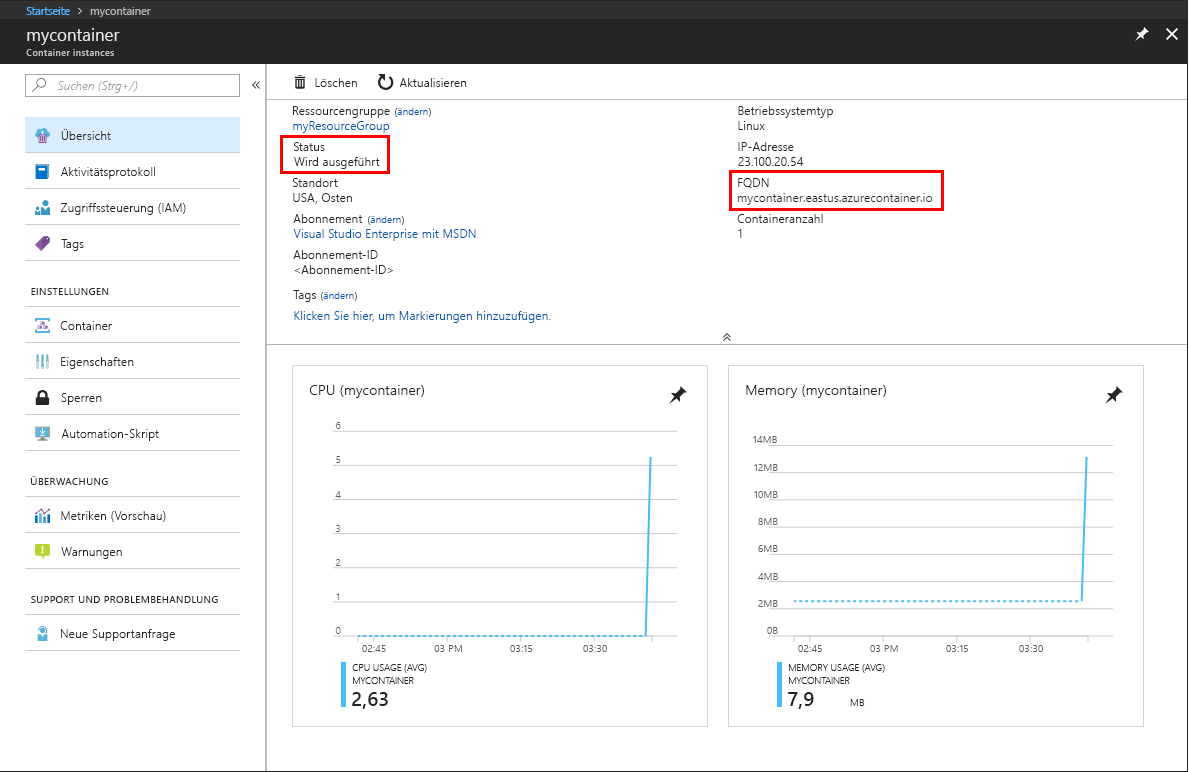 Startseite > mycontainer
mycontainer
Container instances
Suchen (Strg+/)
«
Übersicht
Aktivitätsprotokoll
Zugriffssteuerung (IAM)
Tags
EINSTELLUNGEN
Container
Eigenschaften
Sperren
Automation-Skript
ÜBERWACHUNG
Metriken (Vorschau)
Warnungen
SUPPORT UND PROBLEMBEHANDLUNG
Neue Supportanfrage
Löschen Aktualisieren
Ressourcengruppe (ändern)
myResourceGroup
Status
Wird ausgeführt
Standort
USA, Osten
Abonnement (ändern)
Visual Studio Enterprise mit MSDN
Abonnement-ID
<Abonnement-ID>
Tags (ändern)
Klicken Sie hier, um Markierungen hinzuzufügen.
Betriebssystemtyp
Linux
IP-Adresse
23.100.20.54
FQDN
mycontainer.eastus.azurecontainer.io
Containeranzahl
1
CPU (mycontainer)
6
5
4
3
2
1
0
02:45 03 PM 03:15 03:30
CPU USAGE (AVG)
MYCONTAINER
2,63
Memory (mycontainer)
14MB
12MB
10MB
8MB
6MB
4MB
2MB
0B
02:45 03 PM 03:15 03:30
MEMORY USAGE (AVG)
MYCONTAINER
7,9 MB